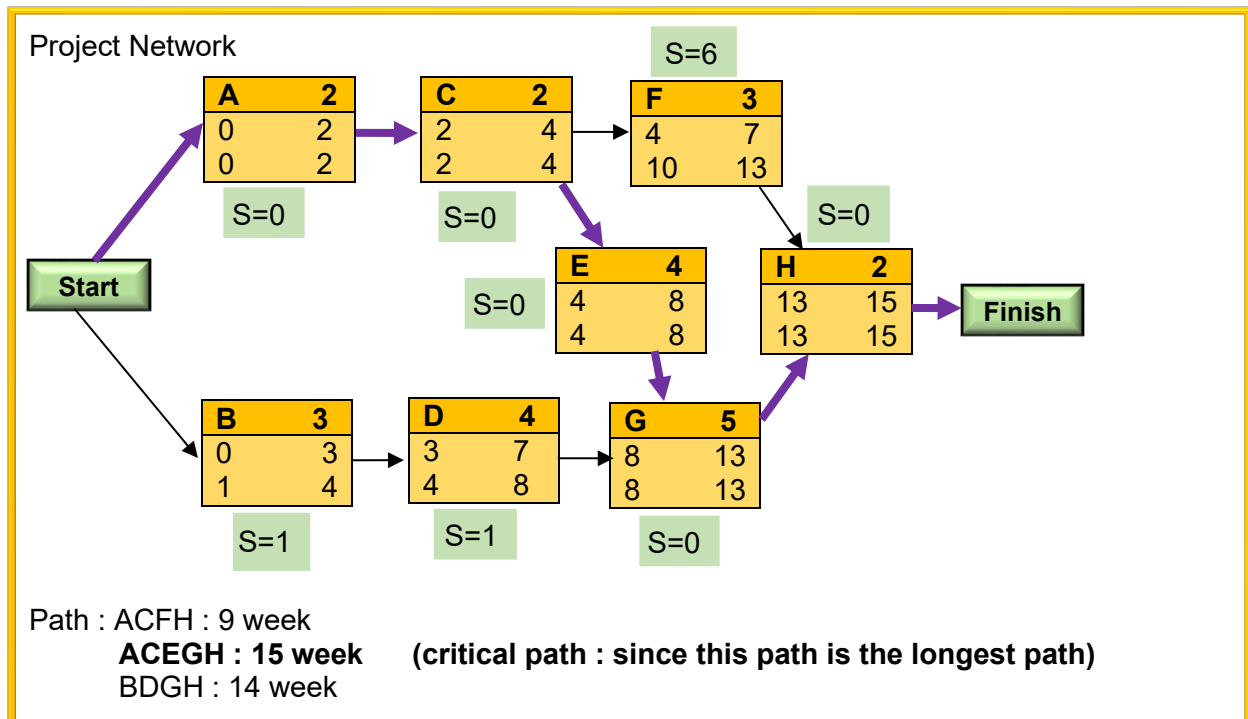 Project Network
S=6
A 2
0 2
0 2
S=0
C 2
2 4
2 4
S=0
F 3
4 7
10 13
S=0
Start
E 4
4 8
4 8
S=0
H 2
13 15
13 15
Finish
B 3
0 3
1 4
S=1
D 4
3 7
4 8
S=1
G 5
8 13
8 13
S=0
Path : ACFH : 9 week
ACEGH : 15 week (critical path : since this path is the longest path)
BDGH : 14 week